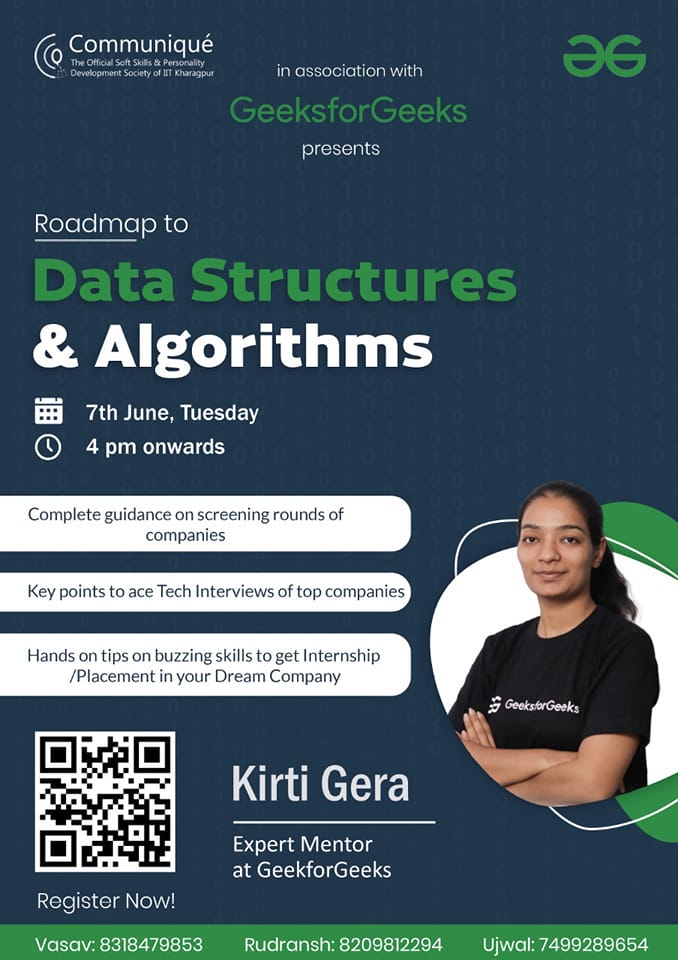 Communiqué
The Official Soft Skills & Personality
Development Society of IIT Kharagpur
in association with
GeeksforGeeks
presents
Roadmap to
Data Structures
& Algorithms
7th June, Tuesday
4 pm onwards
Complete guidance on screening rounds of
companies
Key points to ace Tech Interviews of top companies
Hands on tips on buzzing skills to get Internship
/Placement in your Dream Company
GeeksforGeeks
Kirti Gera
Expert Mentor
at GeekforGeeks
Register Now!
Vasav: 8318479853 Rudransh: 8209812294 Ujwal: 7499289654